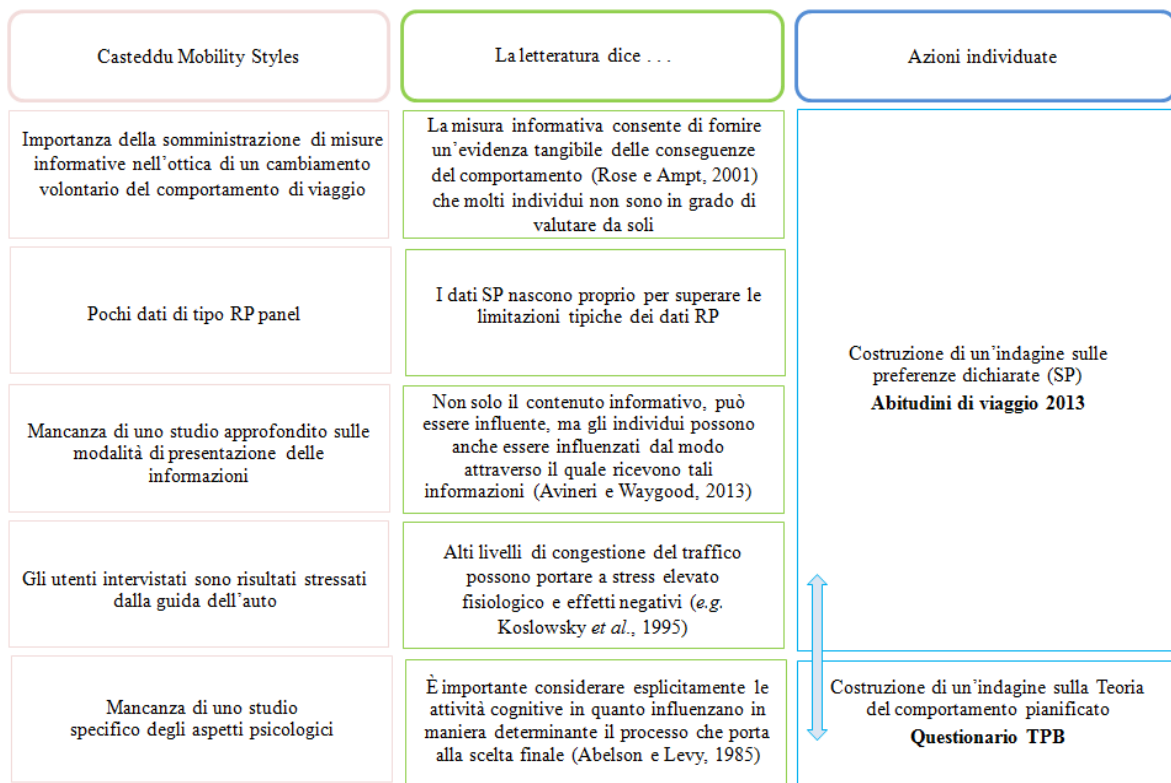 Casteddu Mobility Styles
La letteratura dice . . .
Azioni individuate
Importanza della somministrazione di misure
informative nell'ottica di un cambiamento
volontario del comportamento di viaggio
La misura informativa consente di fornire
un'evidenza tangibile delle conseguenze
del comportamento (Rose e Ampt, 2001)
che molti individui non sono in grado di
valutare da soli
Pochi dati di tipo RP panel
I dati SP nascono proprio per superare le
limitazioni tipiche dei dati RP
Mancanza di uno studio approfondito sulle
modalità di presentazione delle
informazioni
Non solo il contenuto informativo, può
essere influente, ma gli individui possono
anche essere influenzati dal modo
attraverso il quale ricevono tali
informazioni (Avineri e Waygood, 2013)
Gli utenti intervistati sono risultati stressati
dalla guida dell'auto
Alti livelli di congestione del traffico
possono portare a stress elevato
fisiologico e effetti negativi (e.g.
Koslowsky et al., 1995)
Costruzione di un'indagine sulle
preferenze dichiarate (SP)
Abitudini di viaggio 2013
Mancanza di uno studio
specifico degli aspetti psicologici
È importante considerare esplicitamente le
attività cognitive in quanto influenzano in
maniera determinante il processo che porta
alla scelta finale (Abelson e Levy, 1985)
Costruzione di un'indagine sulla Teoria
del comportamento pianificato
Questionario TPB